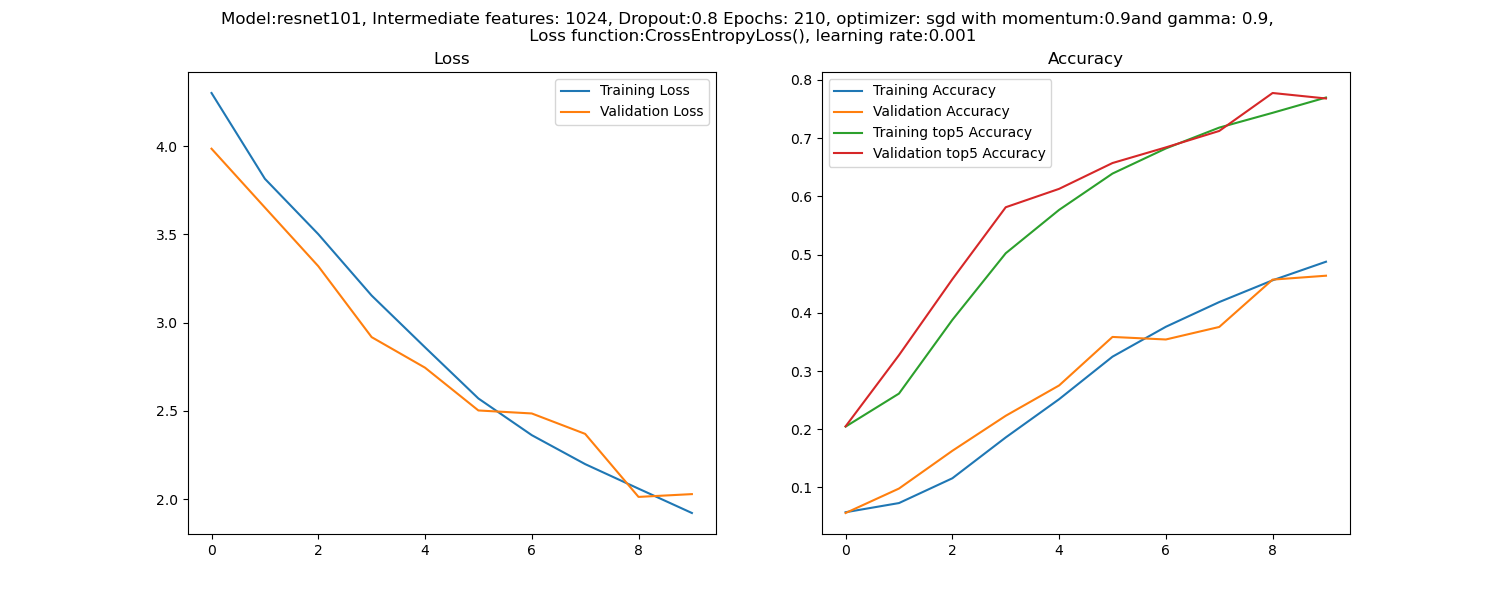 Model:resnet101, Intermediate features: 1024, Dropout:0.8 Epochs: 210, optimizer: sgd with momentum:0.9and gamma: 0.9,
Loss function:CrossEntropyLoss(), learning rate:0.001
Loss
Training Loss
Validation Loss
4.0
3.5
3.0
2.5
2.0
0 2 4 6 8
Accuracy
Training Accuracy
Validation Accuracy
Training top5 Accuracy
Validation top5 Accuracy
0.8
0.7
0.6
0.5
0.4
0.3
0.2
0.1
0 2 4 6 8